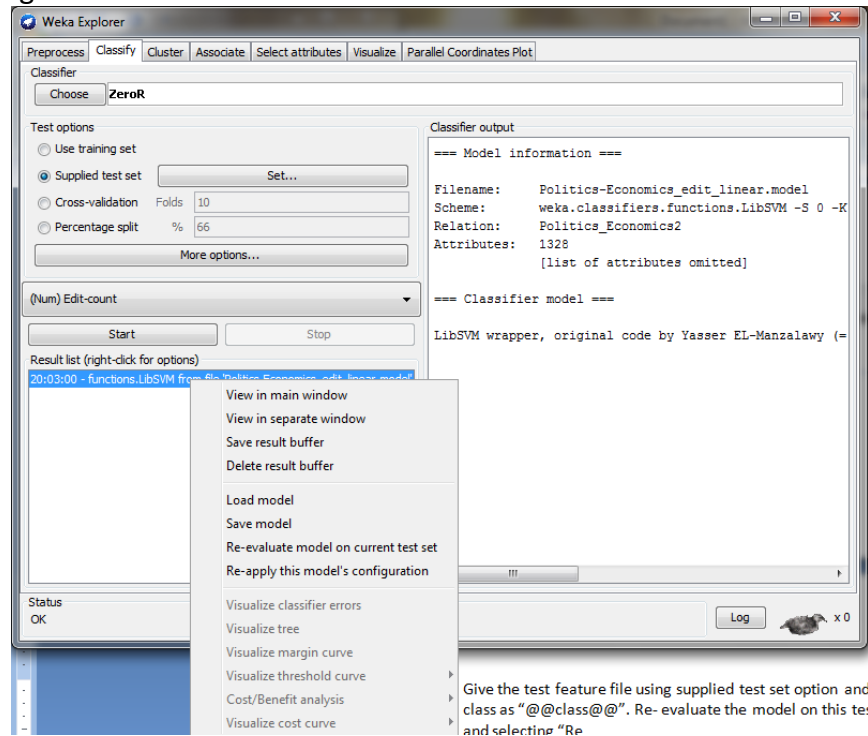 Weka Explorer
Preprocess Classify Cluster Associate Select attributes Visualize Parallel Coordinates Plot
Classifier
Choose ZeroR
Test options
Use training set
Supplied test set Set...
Cross-validation Folds 10
Percentage split % 66
More options...
(Num) Edit-count
Start Stop
Result list (right-click for options)
20:03:00 - functions.LibSVM from file 'Politics-Economics_edit_linear.model'
Classifier output
=== Model information ===
Filename: Politics-Economics_edit_linear.model
Scheme: weka.classifiers.functions.LibSVM -S 0 -K
Relation: Politics_Economics2
Attributes: 1328
[list of attributes omitted]
=== Classifier model ===
LibSVM wrapper, original code by Yasser EL-Manzalawy (=
View in main window
View in separate window
Save result buffer
Delete result buffer
Load model
Save model
Re-evaluate model on current test set
Re-apply this model's configuration
Visualize classifier errors
Visualize tree
Visualize margin curve
Visualize threshold curve
Cost/Benefit analysis
Visualize cost curve
Status
OK
Log x 0
Give the test feature file using supplied test set option and
class as “@@class@@”. Re- evaluate the model on this tes
and selecting “Re